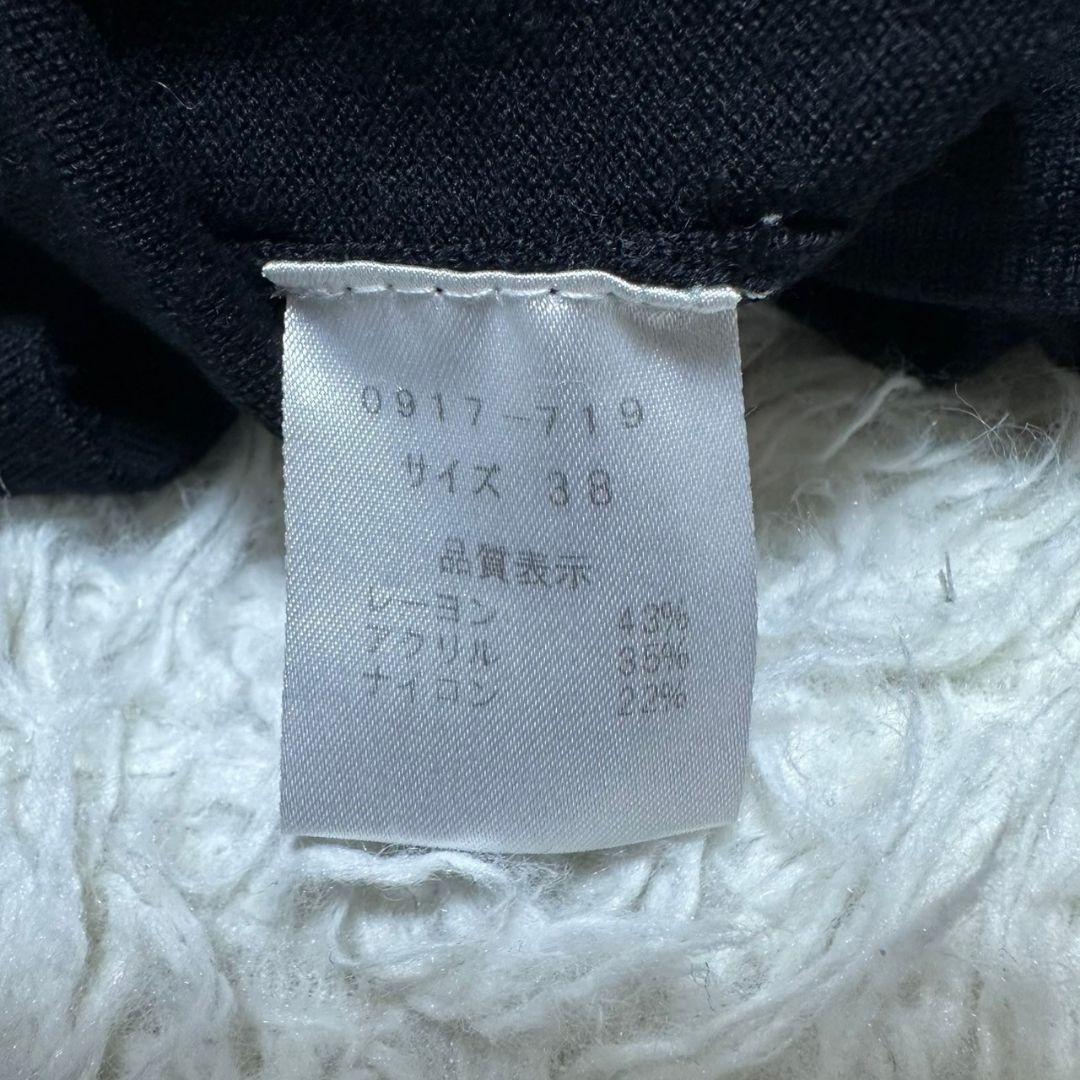 0917-719
サイズ 38
品質表示
レーヨン 43%
アクリル 35%
ナイロン 22%